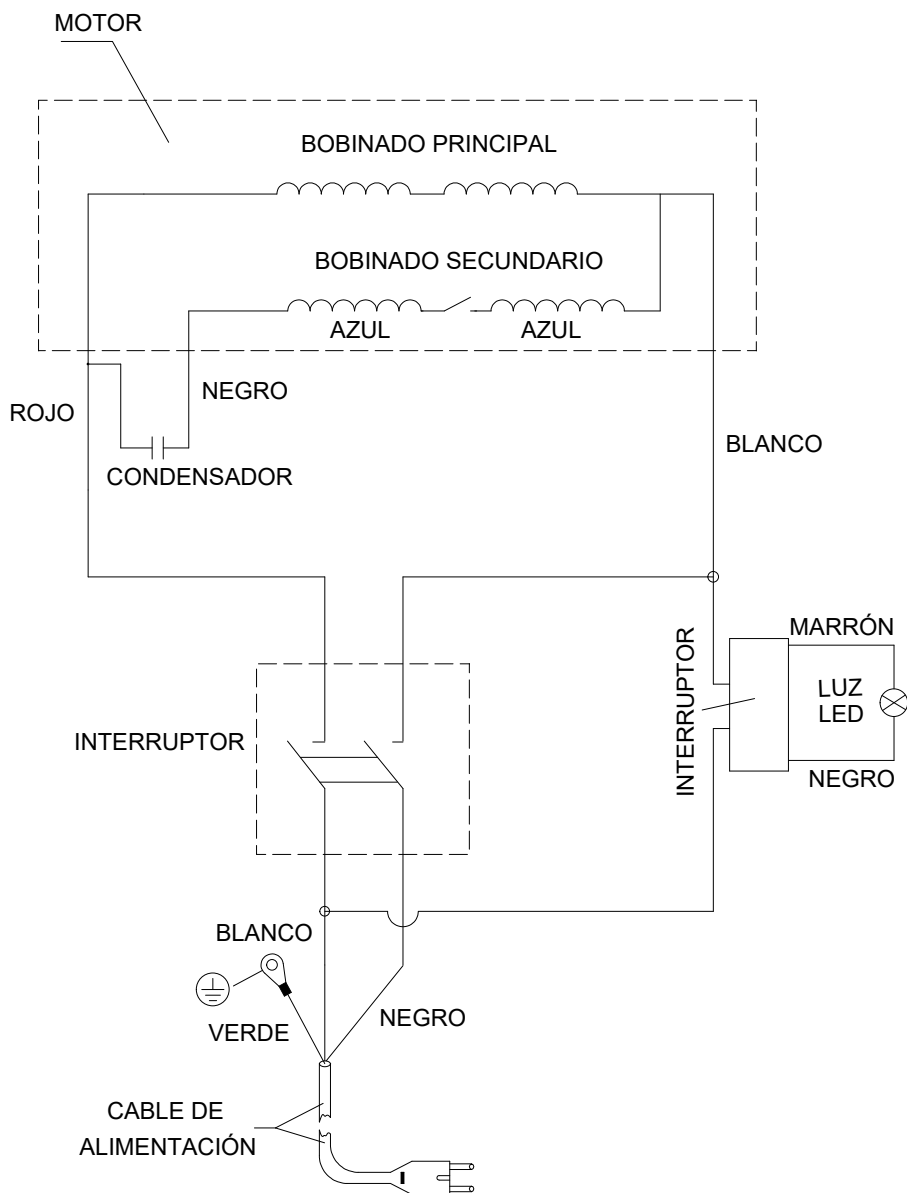 MOTOR
BOBINADO PRINCIPAL
BOBINADO SECUNDARIO
AZUL
AZUL
NEGRO
ROJO
CONDENSADOR
BLANCO
INTERRUPTOR
MARRÓN
LUZ
LED
NEGRO
INTERRUPTOR
BLANCO
VERDE
NEGRO
CABLE DE
ALIMENTACIÓN